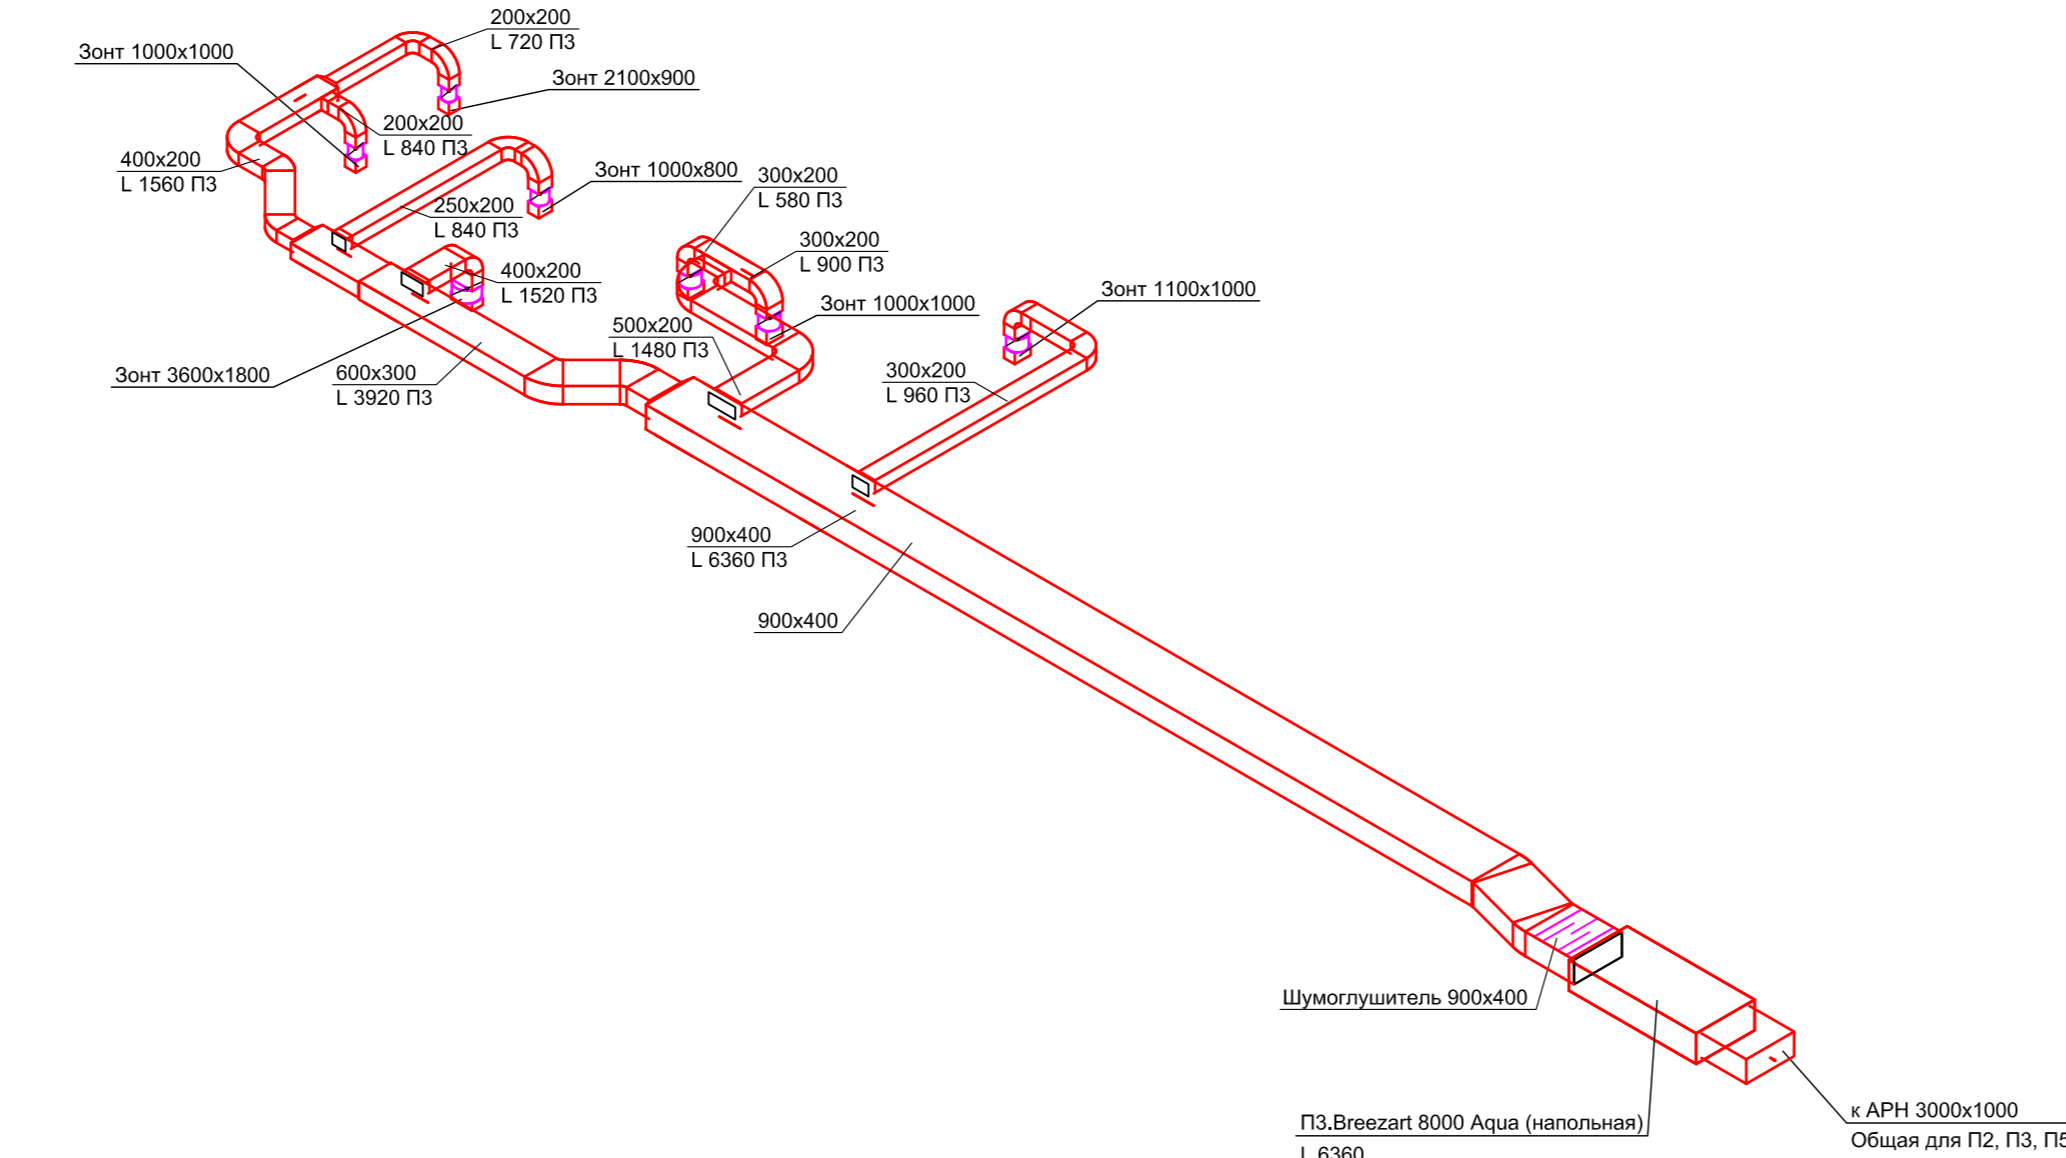 200x200
L 720 П3
Зонт 1000x1000
Зонт 2100x900
200x200
L 840 П3
400x200
L 1560 П3
Зонт 1000x800
300x200
L 580 П3
250x200
L 840 П3
300x200
L 900 П3
400x200
L 1520 П3
Зонт 1000x1000
Зонт 1100x1000
500x200
L 1480 П3
Зонт 3600x1800
600x300
L 3920 П3
300x200
L 960 П3
900x400
L 6360 П3
900x400
Шумоглушитель 900x400
П3.Breezart 8000 Aqua (напольная)
L 6360
к АРН 3000x1000
Общая для П2, П3, П5